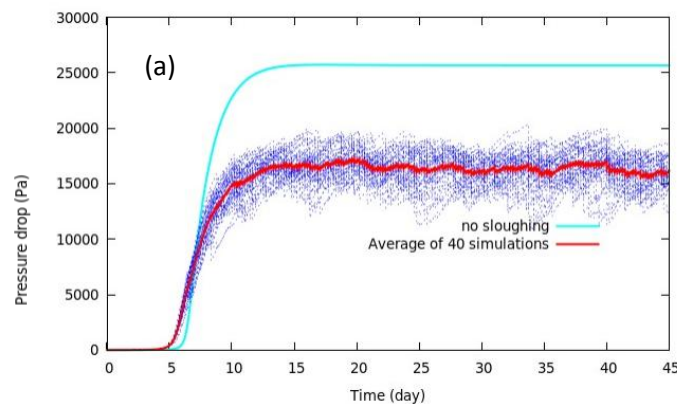 30000
(a)
25000
20000
15000
10000
5000
0
Pressure drop (Pa)
no sloughing
Average of 40 simulations
0 5 10 15 20 25 30 35 40 45
Time (day)